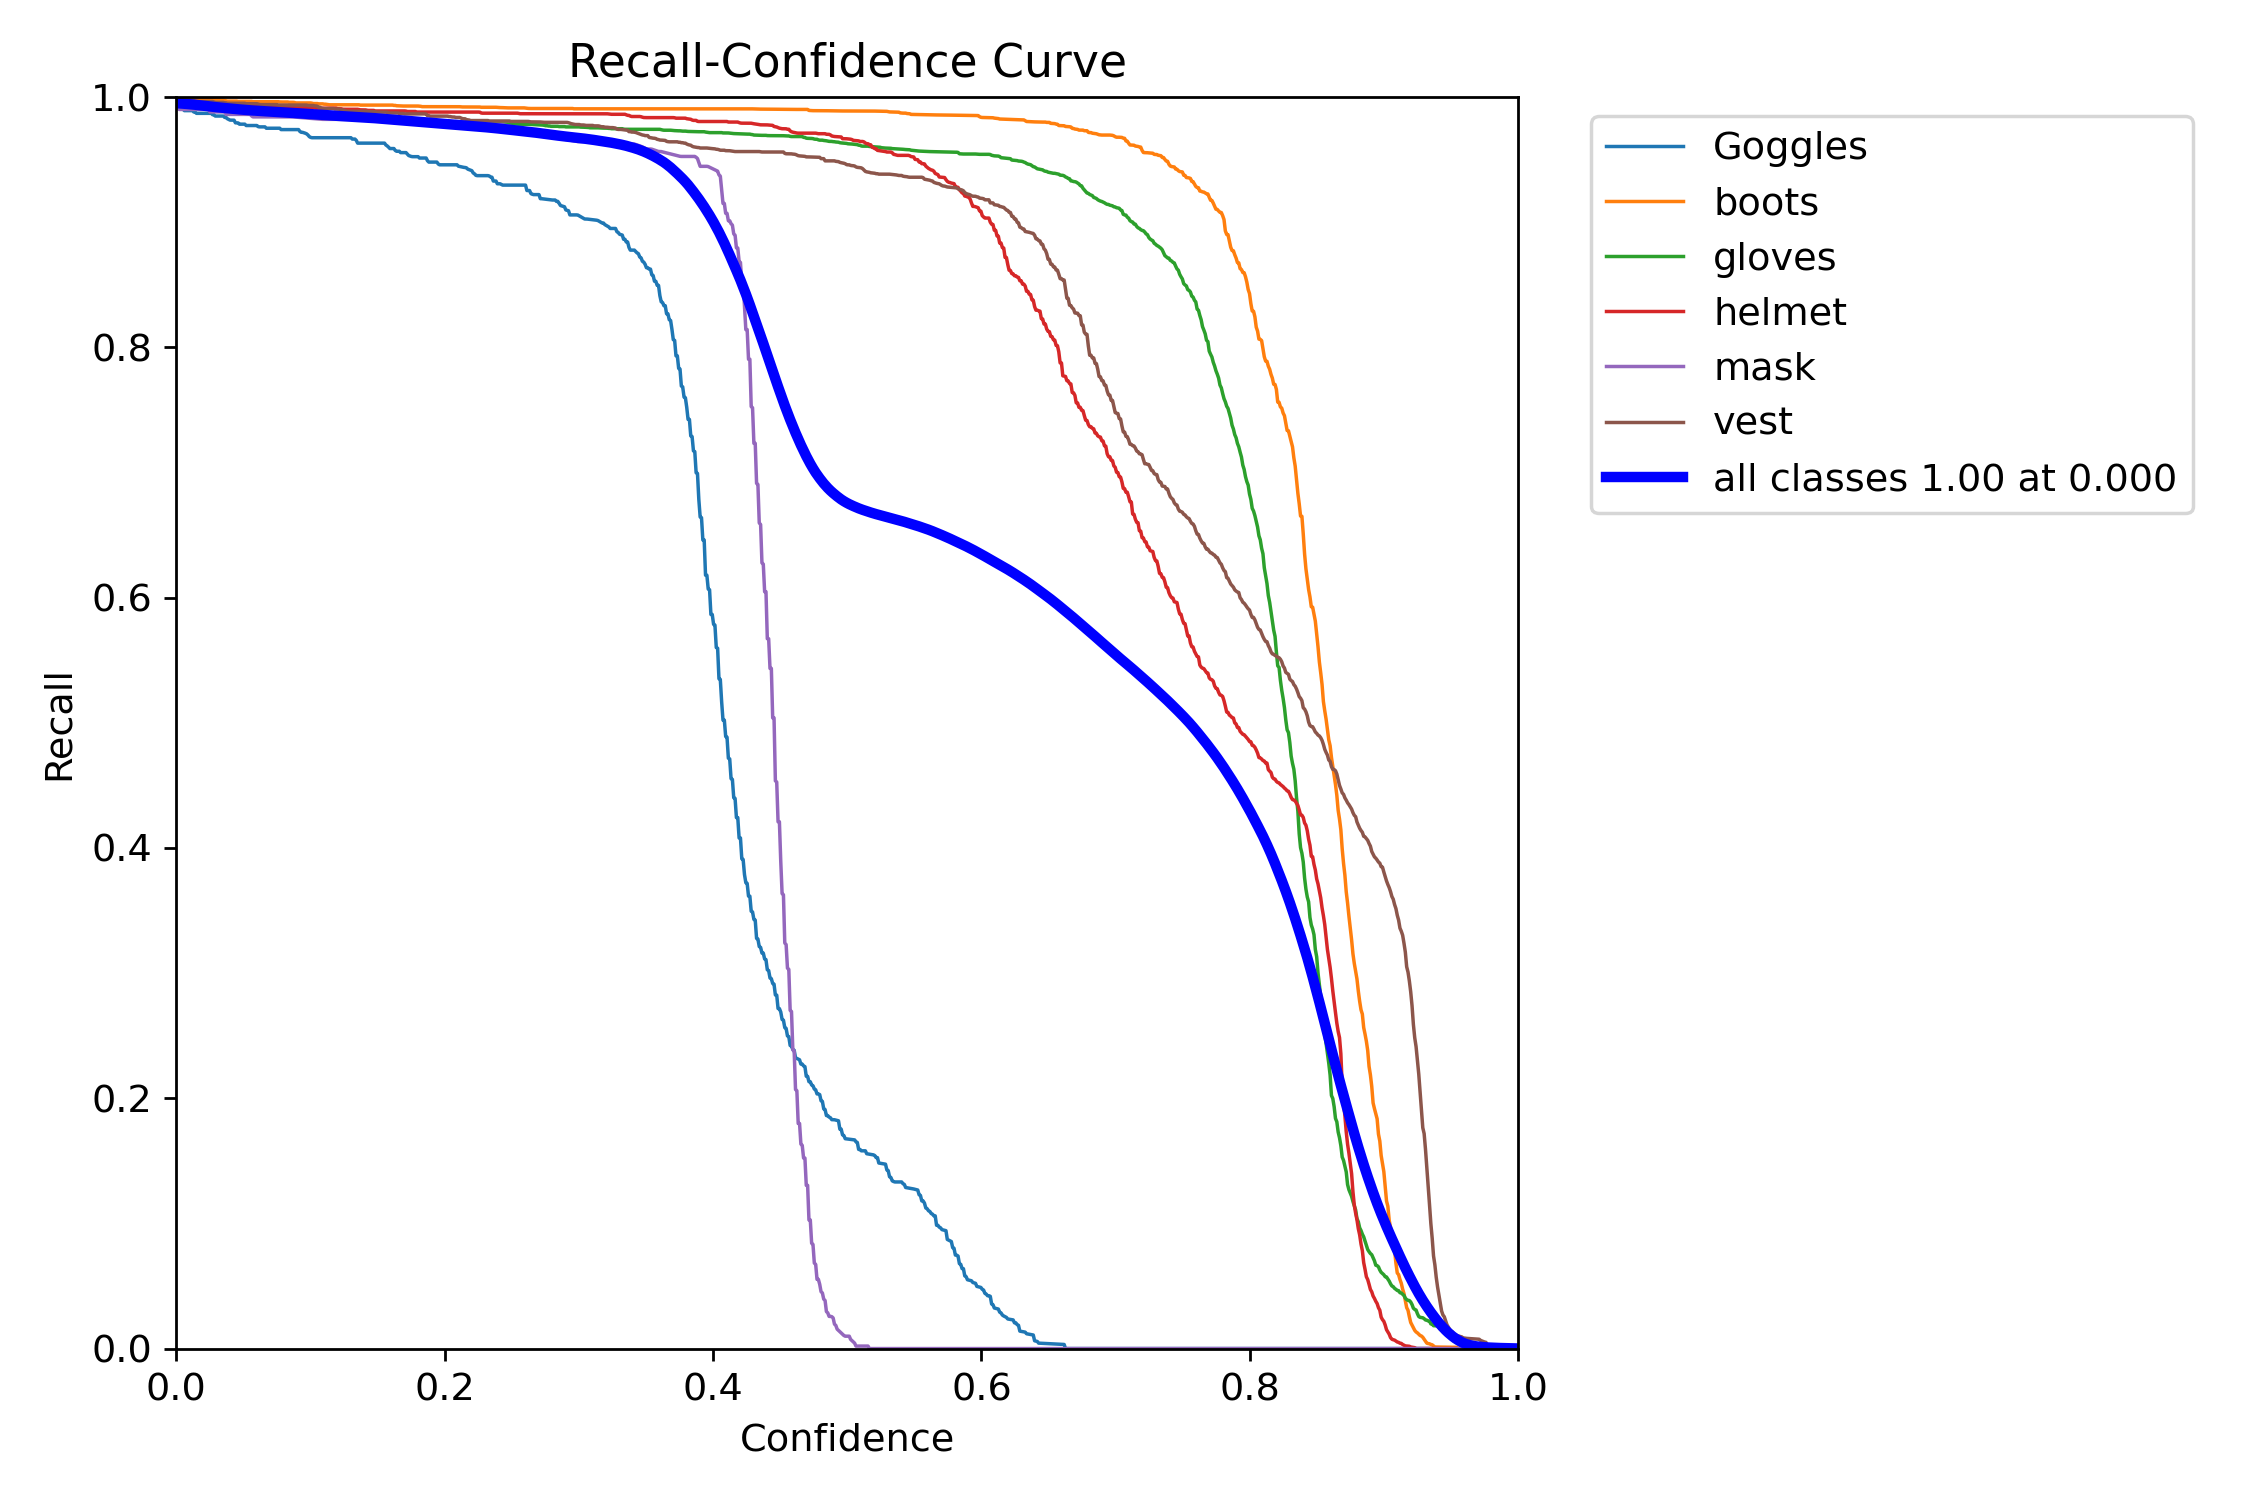 Recall-Confidence Curve
1.0
0.8
0.6
0.4
0.2
0.0
Recall
0.0 0.2 0.4 0.6 0.8 1.0
Confidence
Goggles
boots
gloves
helmet
mask
vest
all classes 1.00 at 0.000